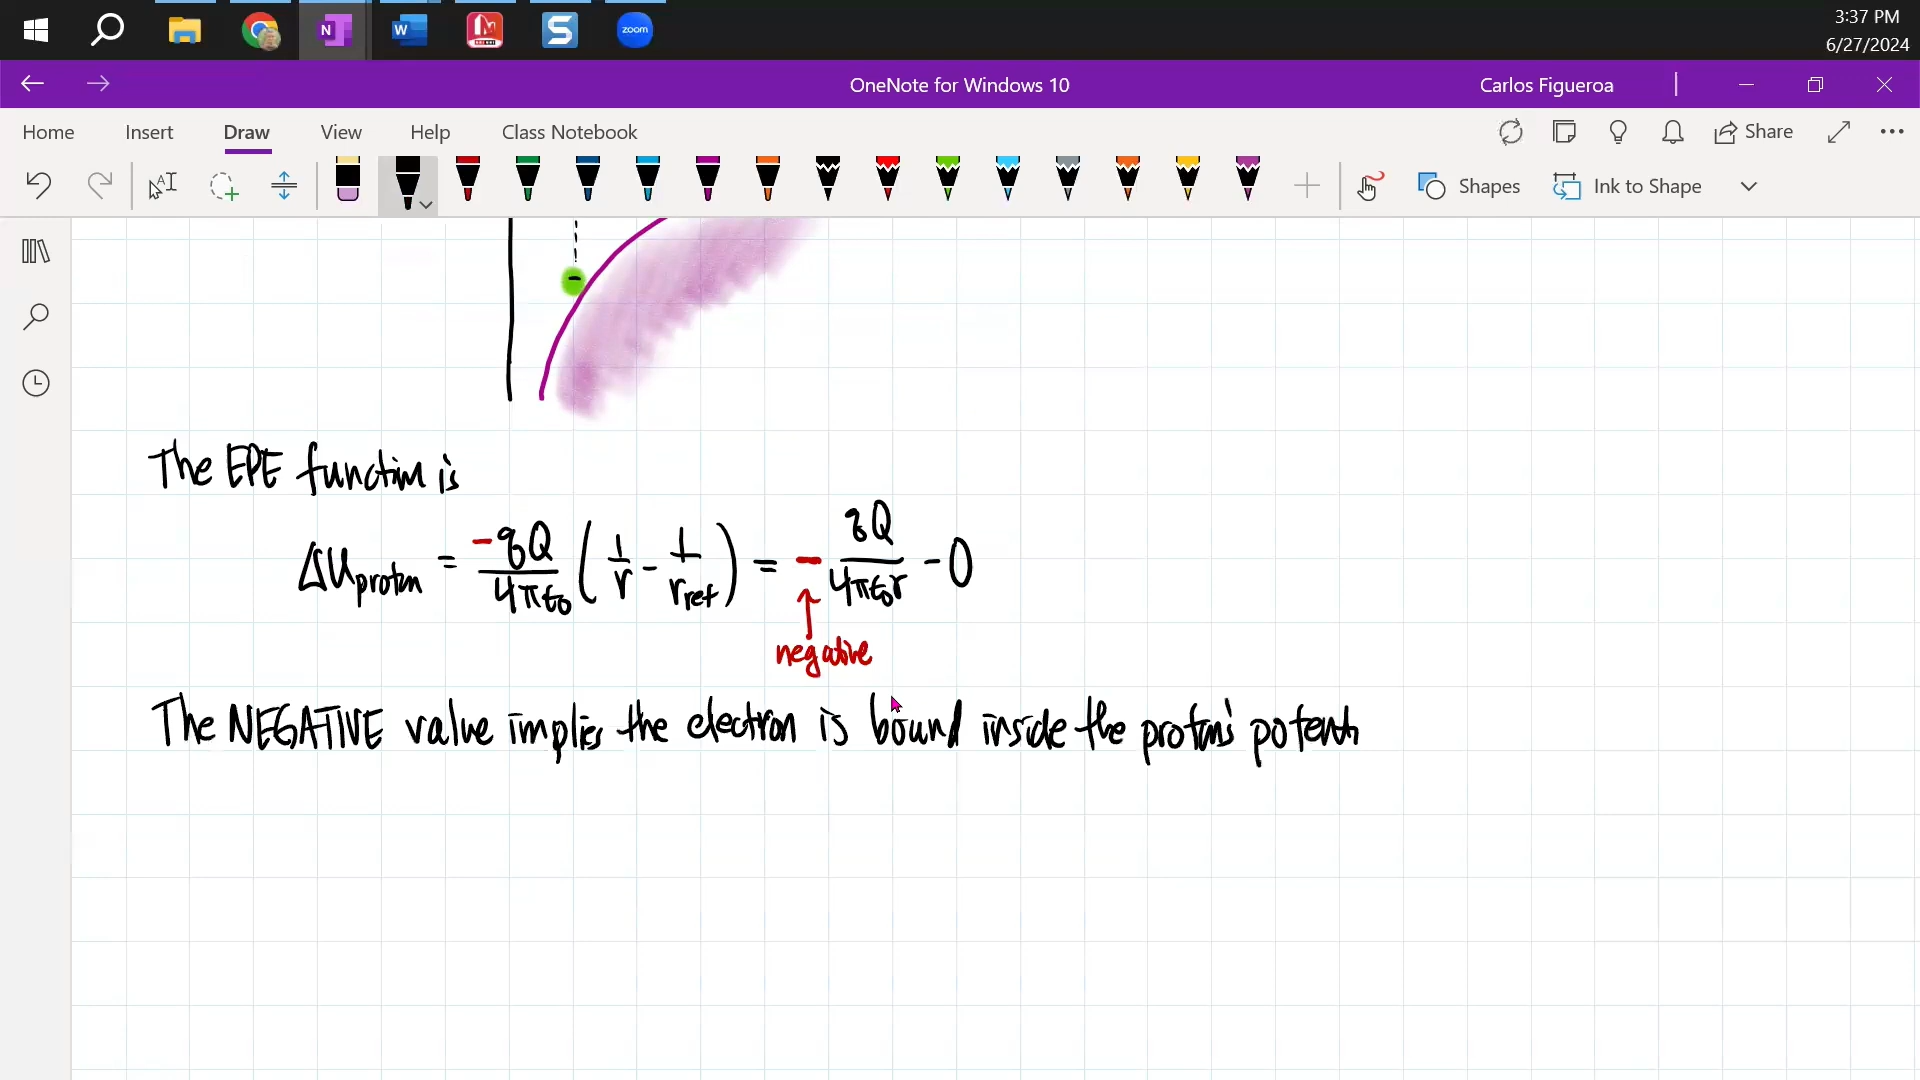 N
W
S
zoom
3:37 PM
6/27/2024
OneNote for Windows 10
Carlos Figueroa
Home Insert Draw View Help Class Notebook
Share
Shapes
Ink to Shape
-
The EPE function is
ΔU_proton = -qQ/4πε₀ (1/r - 1/r_ref) = - qQ/4πε₀r - 0
negative
The NEGATIVE value implies the electron is bound inside the proton's potent